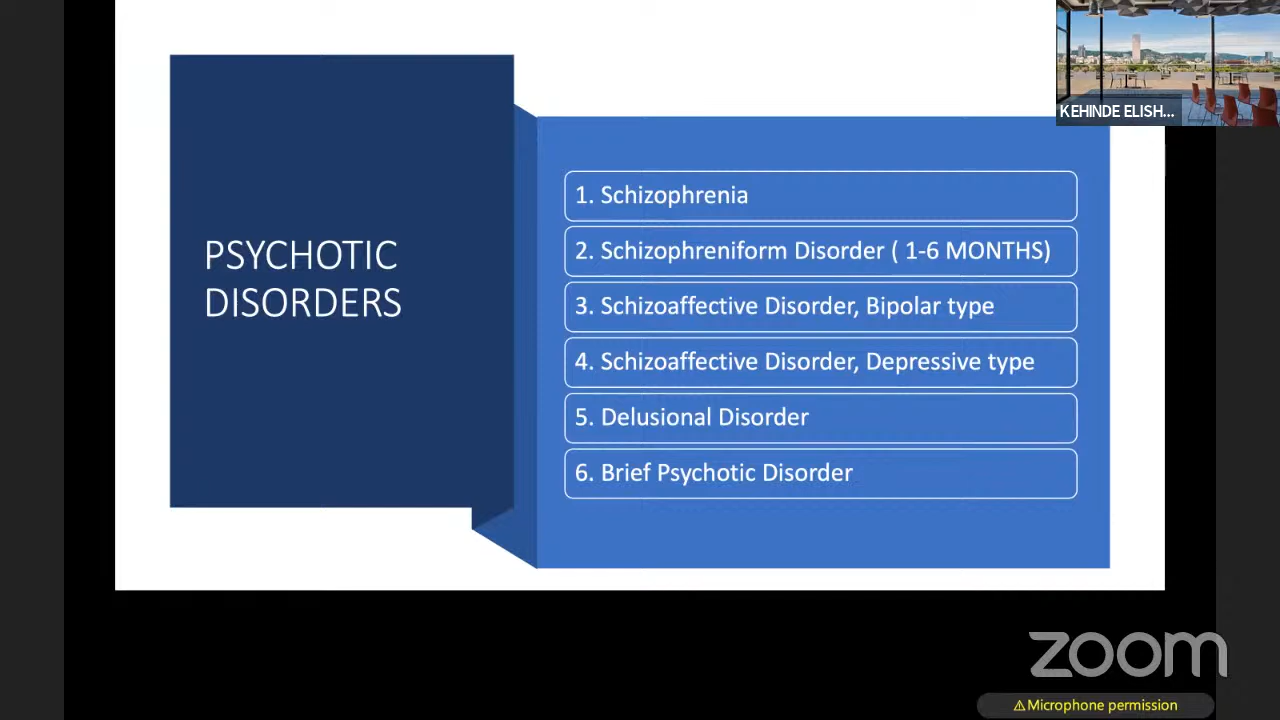 KEHINDE ELISH...
PSYCHOTIC
DISORDERS
1. Schizophrenia
2. Schizophreniform Disorder ( 1-6 MONTHS)
3. Schizoaffective Disorder, Bipolar type
4. Schizoaffective Disorder, Depressive type
5. Delusional Disorder
6. Brief Psychotic Disorder
zoom
⚠Microphone permission